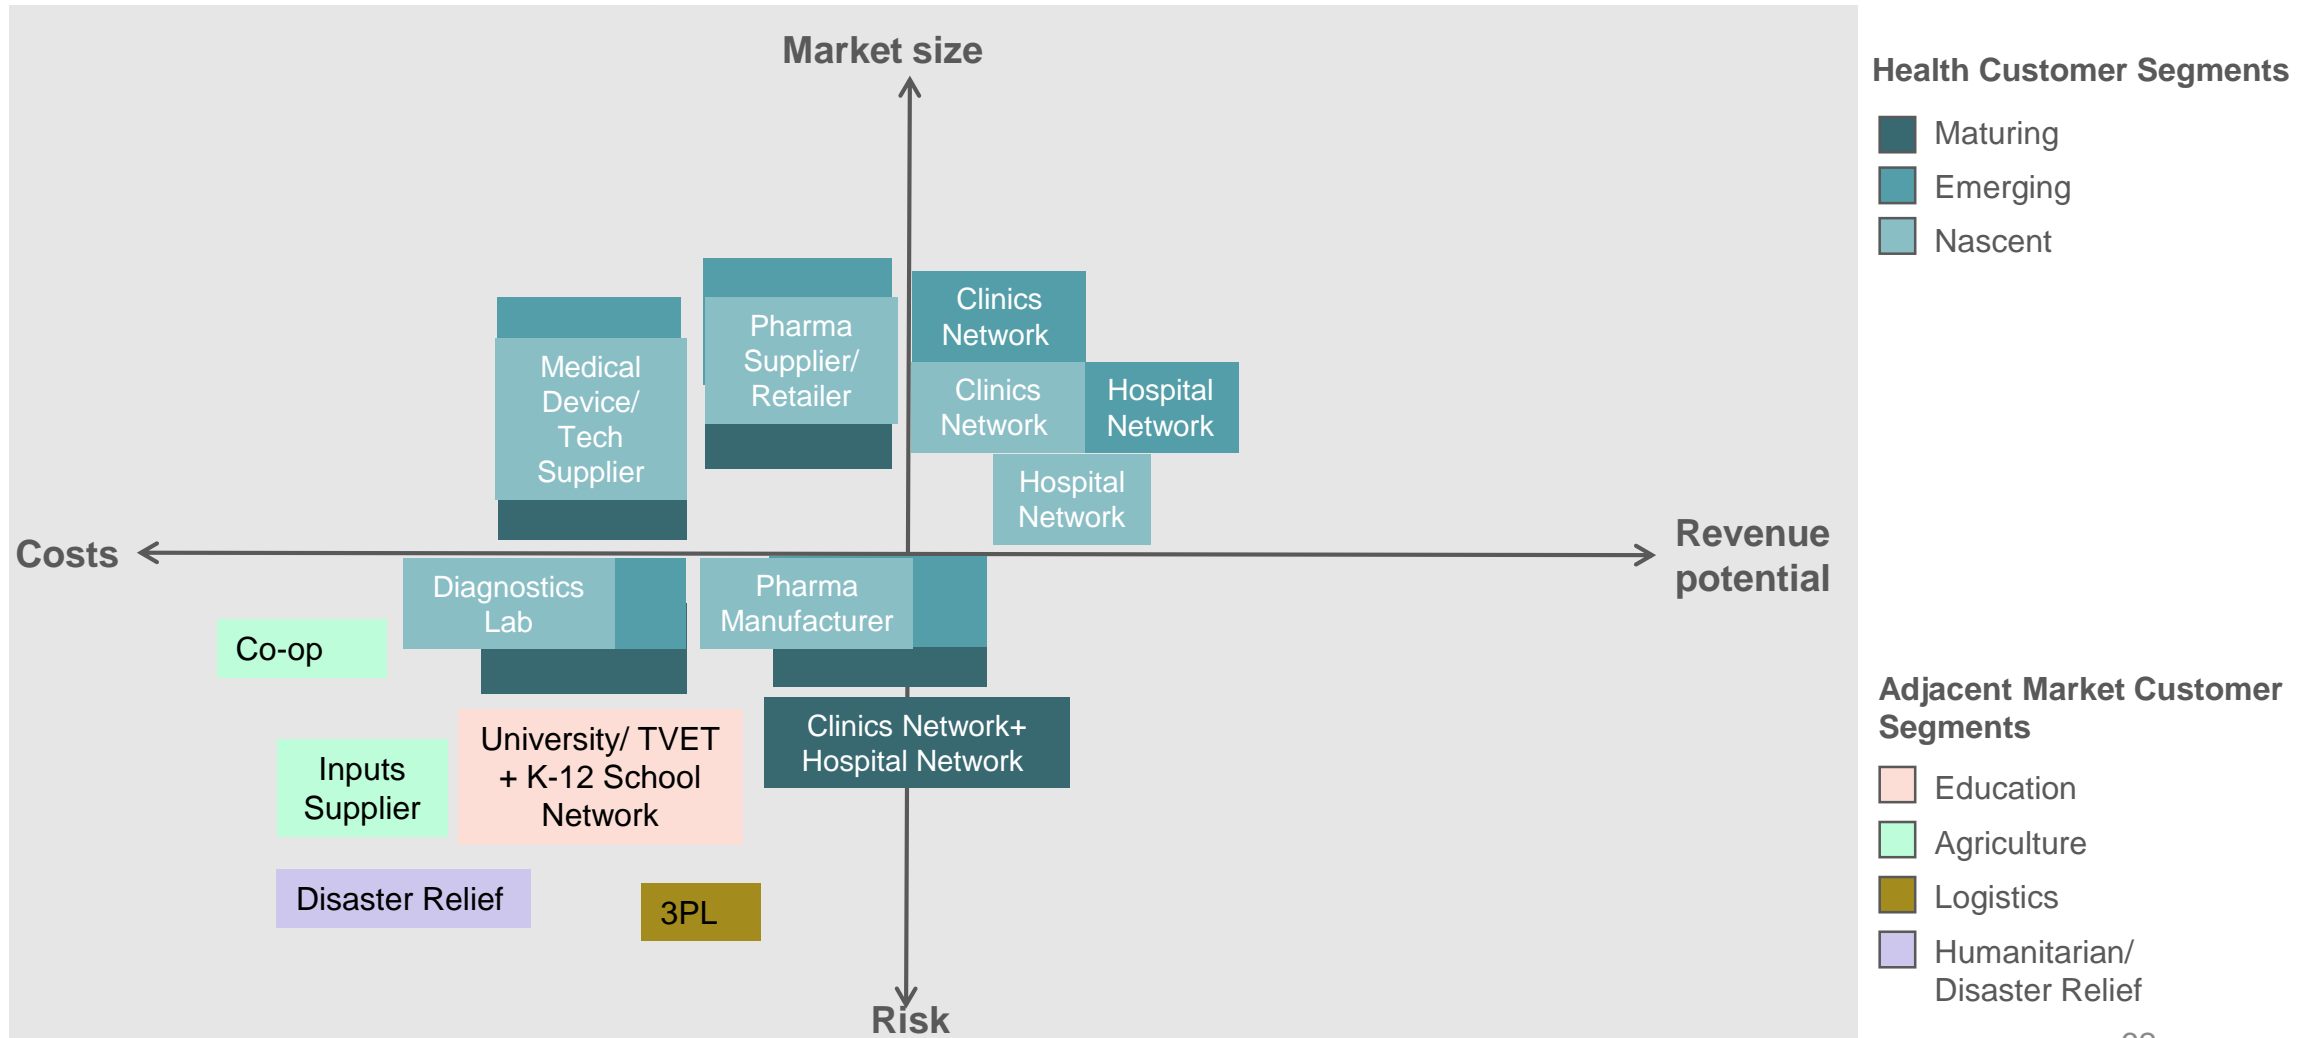 Market size
Health Customer Segments
Maturing
Emerging
Nascent
Clinics
Network
Pharma
Supplier/
Retailer
Medical
Device/
Tech
Supplier
Clinics
Network
Hospital
Network
Hospital
Network
Costs
Revenue
potential
Diagnostics
Lab
Pharma
Manufacturer
Co-op
Clinics Network+
Hospital Network
University/ TVET
+ K-12 School
Network
Inputs
Supplier
Disaster Relief
3PL
Risk
Adjacent Market Customer
Segments
Education
Agriculture
Logistics
Humanitarian/
Disaster Relief